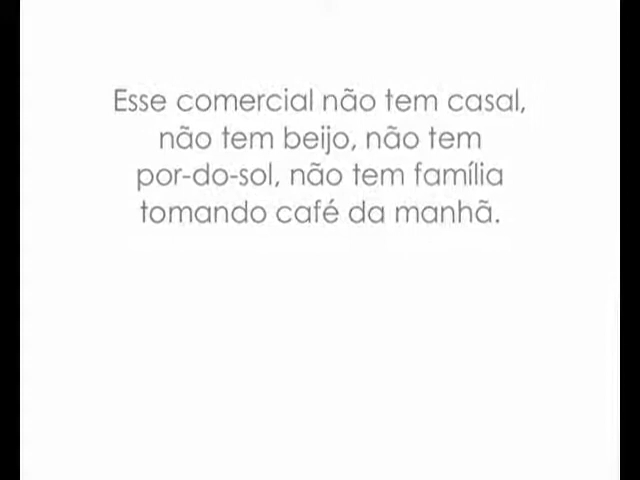 Esse comercial não tem casal,
não tem beijo, não tem
por-do-sol, não tem família
tomando café da manhã.